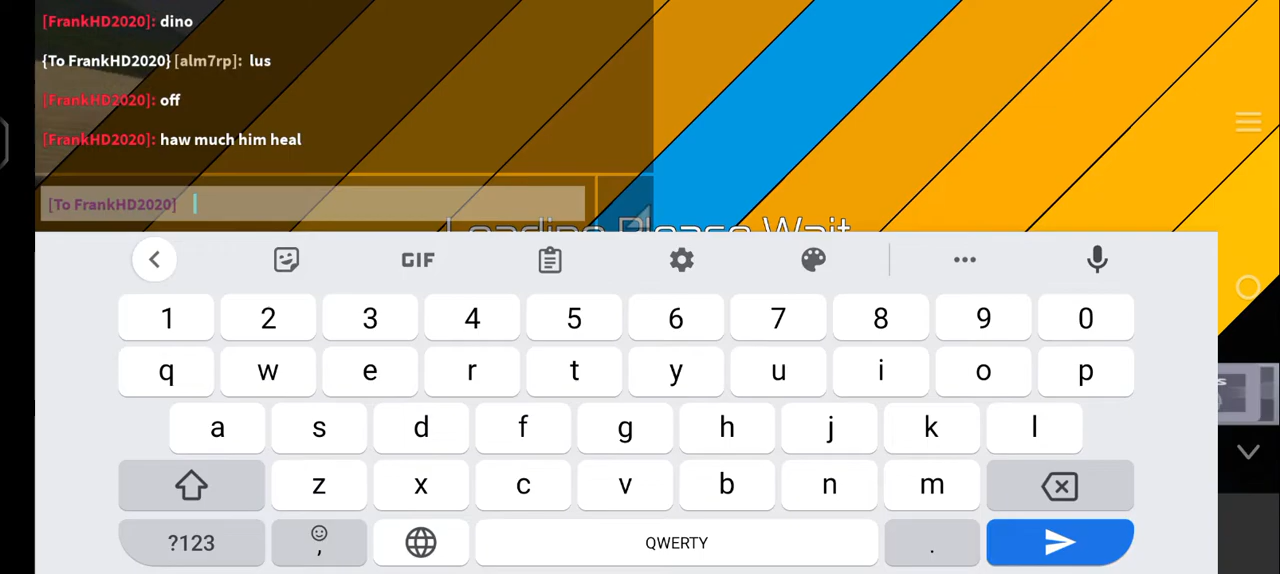 [FrankHD2020]: dino
{To FrankHD2020} [alm7rp]: lus
[FrankHD2020]: off
[FrankHD2020]: haw much him heal
[To FrankHD2020]
Loading Please Wait
GIF
1 2 3 4 5 6 7 8 9 0
q w e r t y u i o p
a s d f g h j k l
z x c v b n m
?123 , QWERTY .